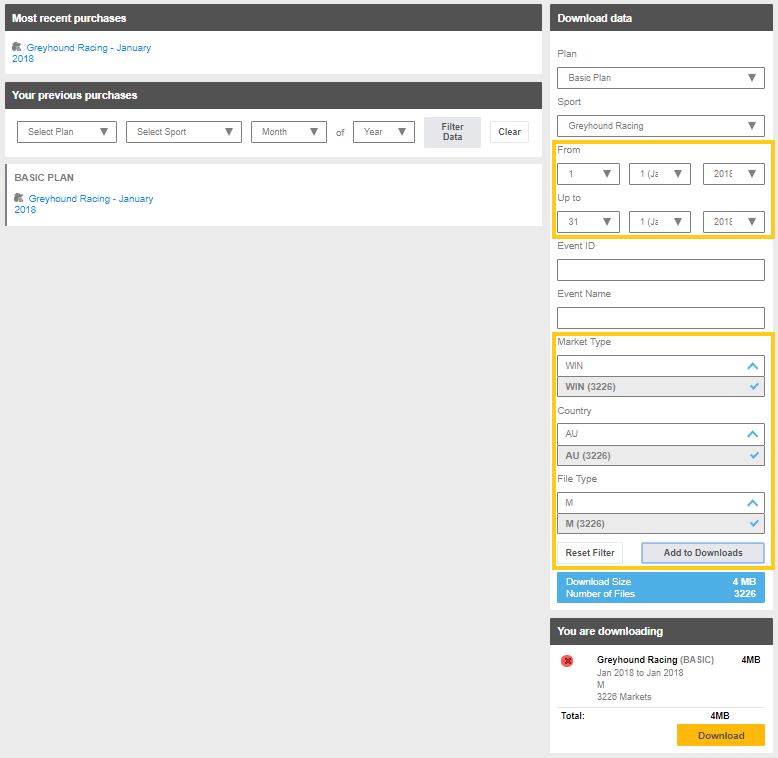 Most recent purchases
Greyhound Racing - January
2018
Your previous purchases
Select Plan
Select Sport
Month
of
Year
Filter
Data
Clear
BASIC PLAN
Greyhound Racing - January
2018
Download data
Plan
Basic Plan
Sport
Greyhound Racing
From
1 1 (Ja 2018
Up to
31 1 (Ja 2018
Event ID
Event Name
Market Type
WIN
WIN (3226)
Country
AU
AU (3226)
File Type
M
M (3226)
Reset Filter Add to Downloads
Download Size 4 MB
Number of Files 3226
You are downloading
Greyhound Racing (BASIC) 4MB
Jan 2018 to Jan 2018
M
3226 Markets
Total: 4MB
Download